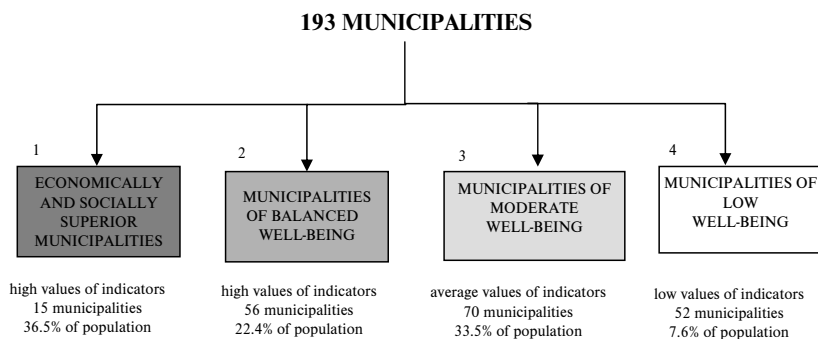 193 MUNICIPALITIES
1
ECONOMICALLY
AND SOCIALLY
SUPERIOR
MUNICIPALITIES
high values of indicators
15 municipalities
36.5% of population
2
MUNICIPALITIES
OF BALANCED
WELL-BEING
high values of indicators
56 municipalities
22.4% of population
3
MUNICIPALITIES OF
MODERATE
WELL-BEING
average values of indicators
70 municipalities
33.5% of population
4
MUNICIPALITIES OF
LOW
WELL-BEING
low values of indicators
52 municipalities
7.6% of population